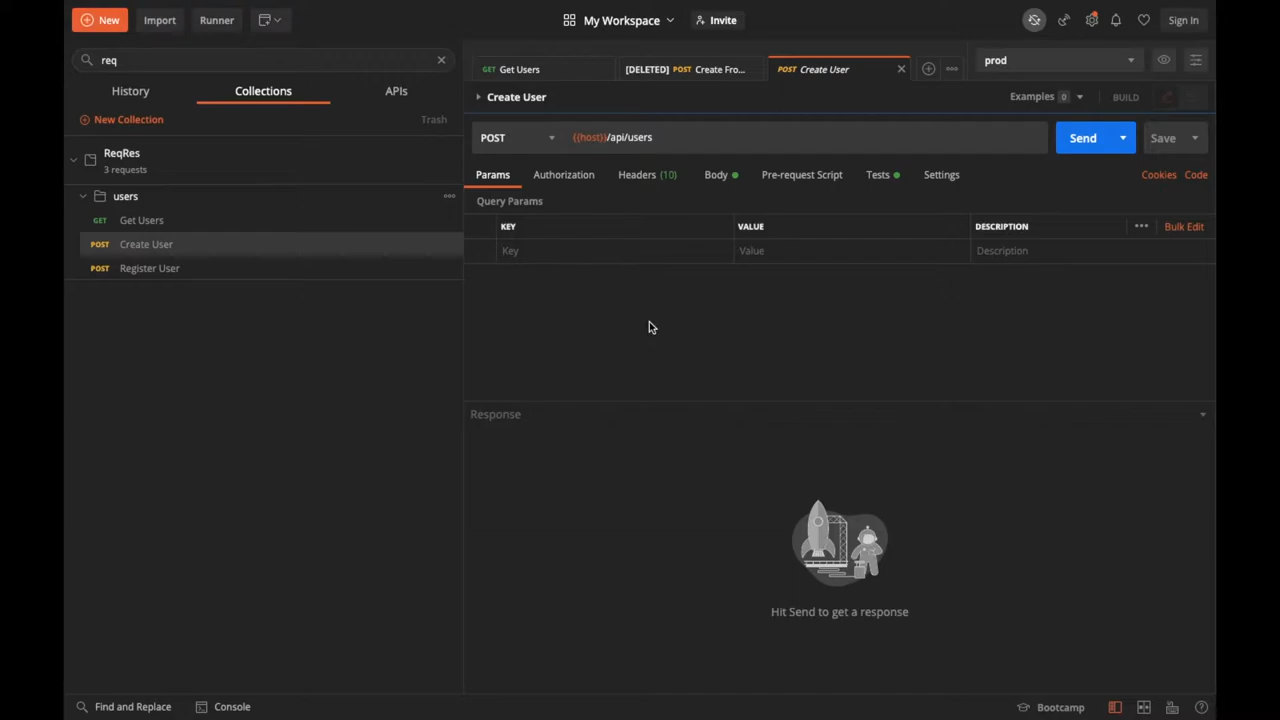 New
Import
Runner
My Workspace
Invite
Sign In
req
History
Collections
APIs
New Collection
Trash
ReqRes
3 requests
users
GET Get Users
POST Create User
POST Register User
GET Get Users
[DELETED] POST Create Fro...
POST Create User
prod
Create User
Examples 0
BUILD
POST
{{host}}/api/users
Send
Save
Params
Authorization
Headers (10)
Body
Pre-request Script
Tests
Settings
Cookies
Code
Query Params
KEY
VALUE
DESCRIPTION
Bulk Edit
Key
Value
Description
Response
Hit Send to get a response
Find and Replace
Console
Bootcamp